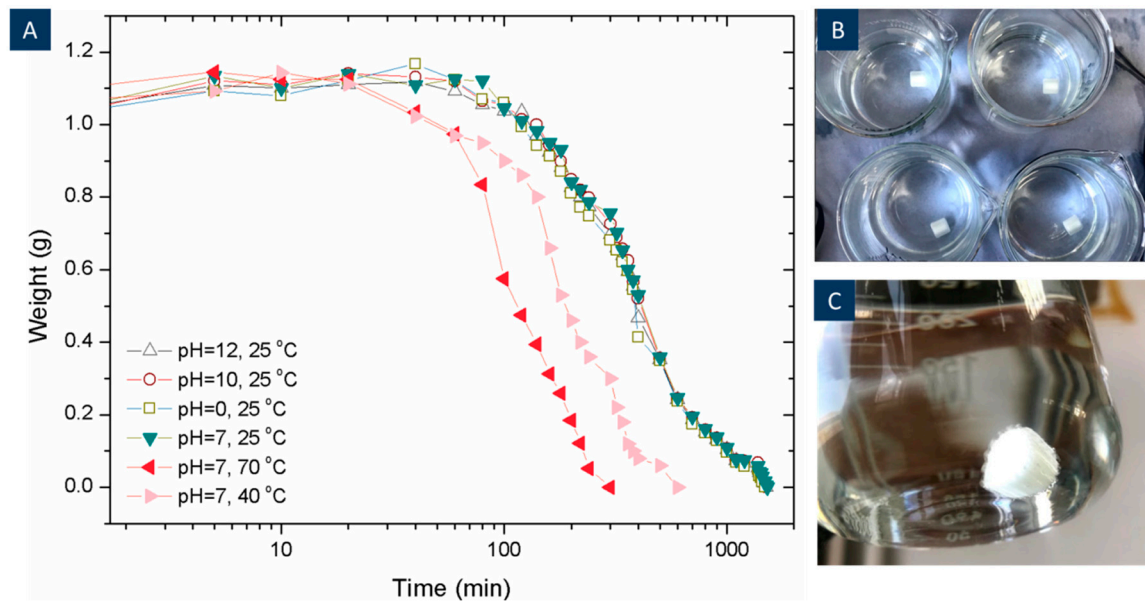 A
B
C
1.2
1.0
0.8
0.6
0.4
0.2
0.0
Weight (g)
pH=12, 25 °C
pH=10, 25 °C
pH=0, 25 °C
pH=7, 25 °C
pH=7, 70 °C
pH=7, 40 °C
10
100
1000
Time (min)